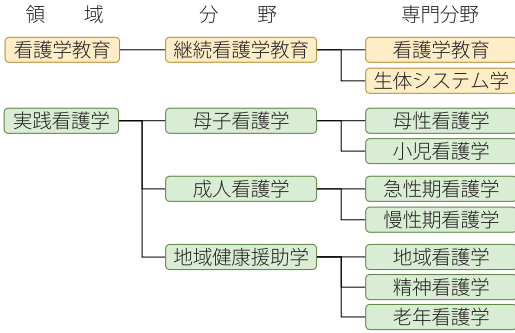 領域 分野 専門分野
看護学教育 継続看護学教育 看護学教育
生体システム学
実践看護学 母子看護学 母性看護学
小児看護学
成人看護学 急性期看護学
慢性期看護学
地域健康援助学 地域看護学
精神看護学
老年看護学